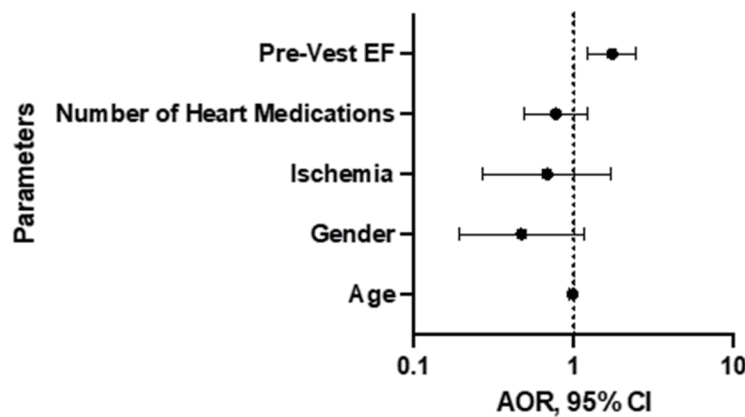 Parameters
Pre-Vest EF
Number of Heart Medications
Ischemia
Gender
Age
0.1 1 10
AOR, 95% CI